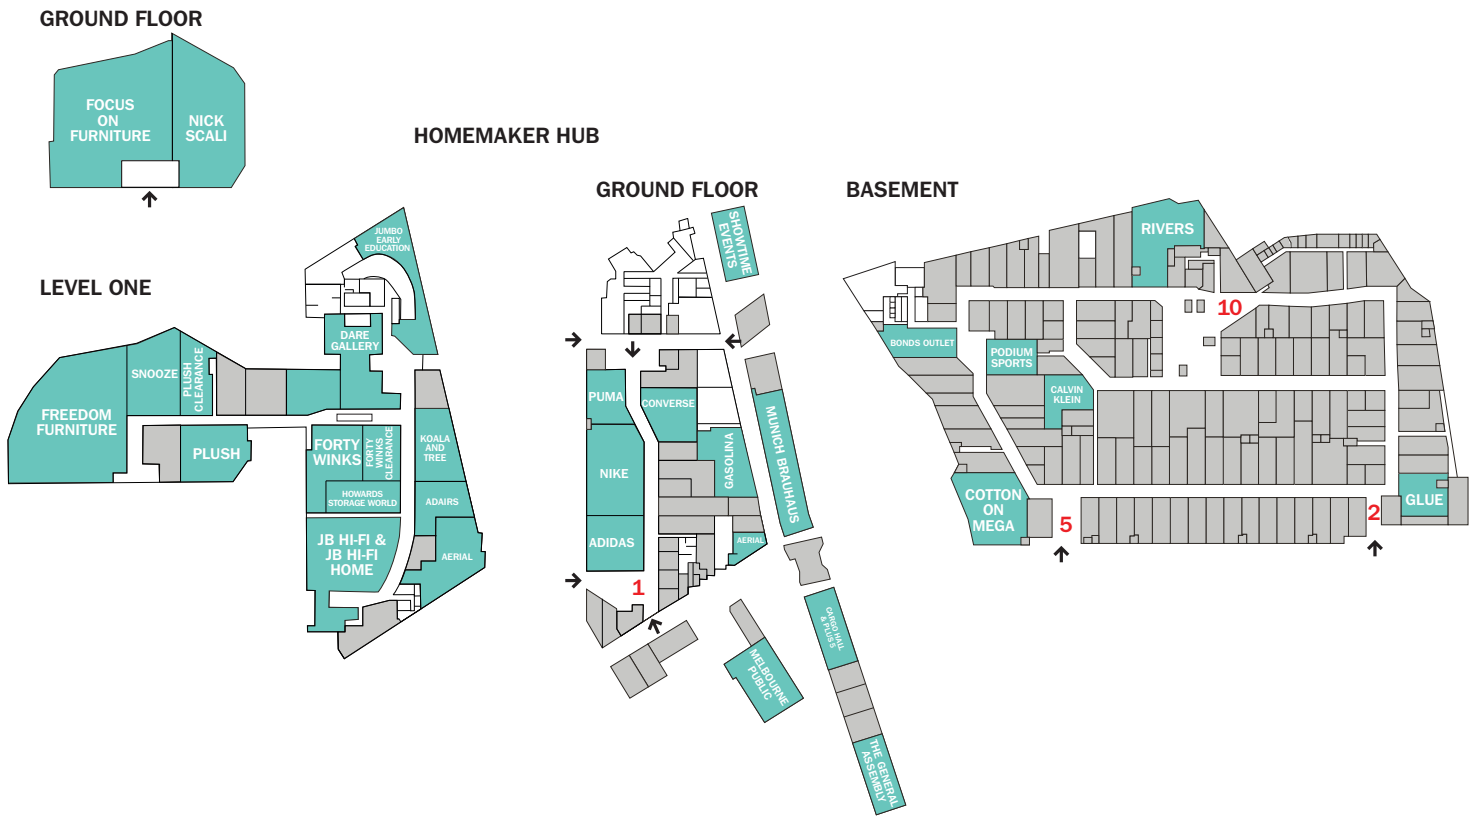 GROUND FLOOR
FOCUS
ON
FURNITURE
NICK
SCALI
HOMEMAKER HUB
LEVEL ONE
JUMBO
EARLY
EDUCATION
DARE
GALLERY
SNOOZE
PLUSH
CLEARANCE
FREEDOM
FURNITURE
PLUSH
FORTY
WINKS
FORTY
WINKS
CLEARANCE
KOALA
AND
TREE
HOWARDS
STORAGE WORLD
ADAIRS
JB HI-FI &
JB HI-FI
HOME
AERIAL
GROUND FLOOR
SHOWTIME
EVENTS
PUMA
CONVERSE
NIKE
GASOLINA
MUNICH BRAUHAUS
ADIDAS
AERIAL
1
CARGO HALL
& PLUS 5
MELBOURNE
PUBLIC
THE GENERAL
ASSEMBLY
BASEMENT
RIVERS
10
BONDS OUTLET
PODIUM
SPORTS
CALVIN
KLEIN
COTTON
ON
MEGA
5
2
GLUE